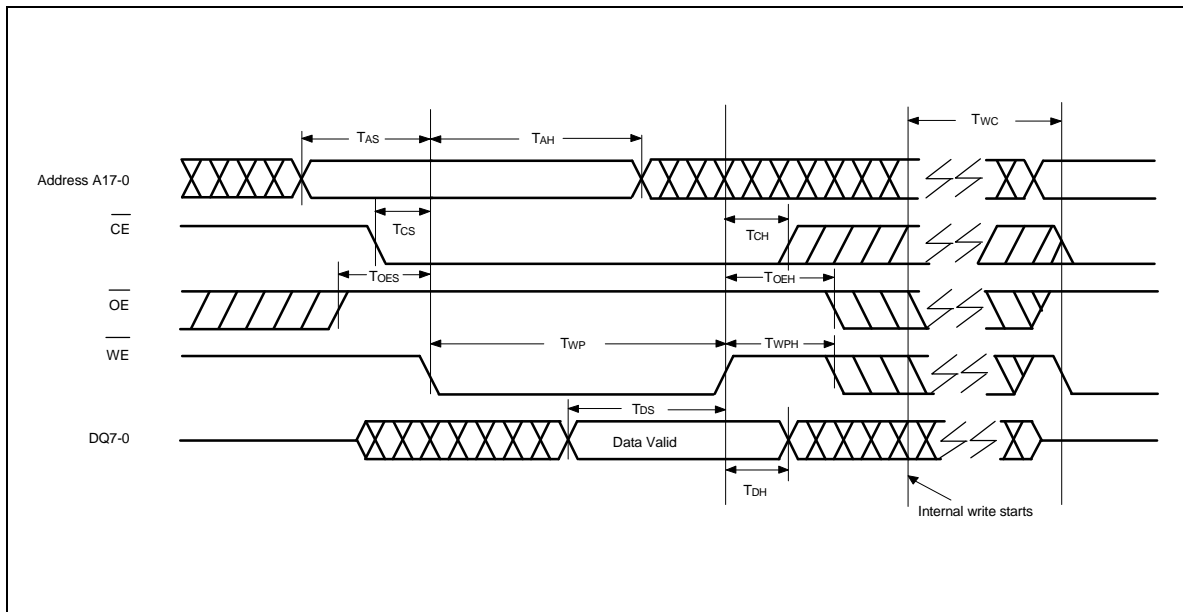 TWC
TAS
TAH
Address A17-0
CE
TCS
TCH
TOES
TOEH
OE
WE
TWP
TWPH
TDS
DQ7-0
Data Valid
TDH
Internal write starts